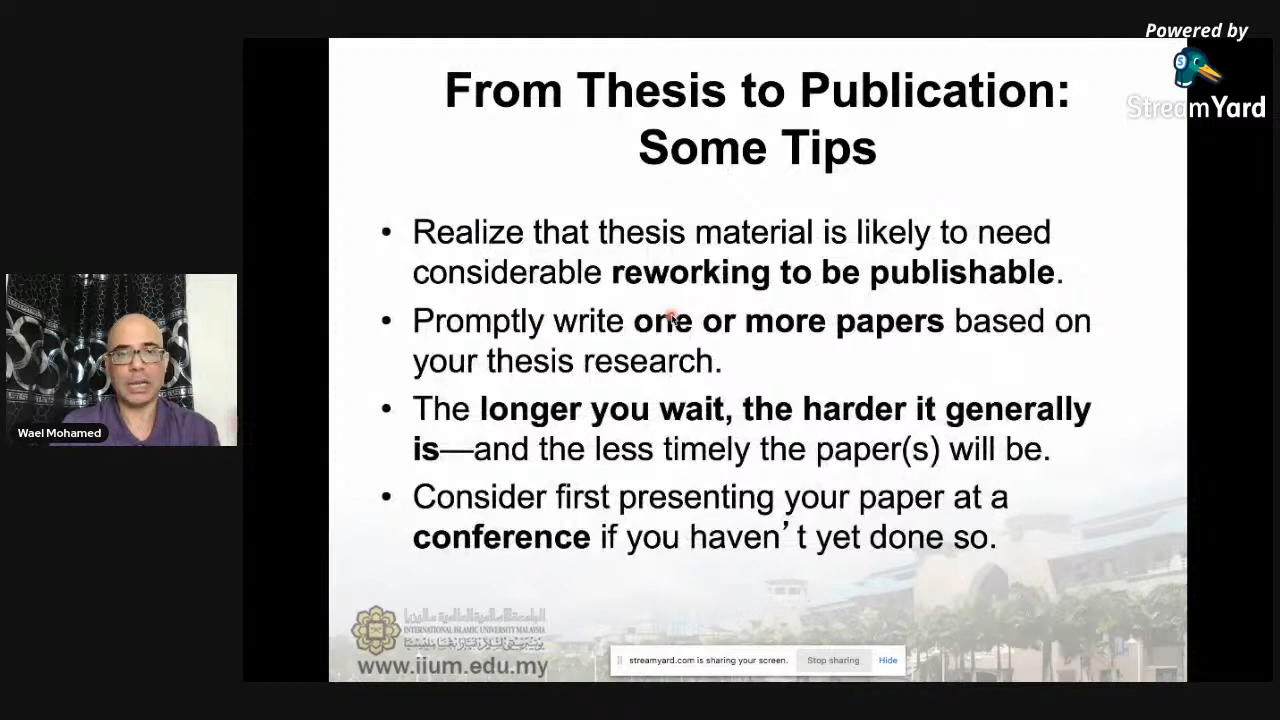 Powered by
StreamYard
From Thesis to Publication:
Some Tips
• Realize that thesis material is likely to need
considerable reworking to be publishable.
• Promptly write one or more papers based on
your thesis research.
• The longer you wait, the harder it generally
is—and the less timely the paper(s) will be.
• Consider first presenting your paper at a
conference if you haven’t yet done so.
Wael Mohamed
الجامعة الإسلامية العالمية ماليزيا
INTERNATIONAL ISLAMIC UNIVERSITY MALAYSIA
www.iium.edu.my
streamyard.com is sharing your screen.
Stop sharing
Hide